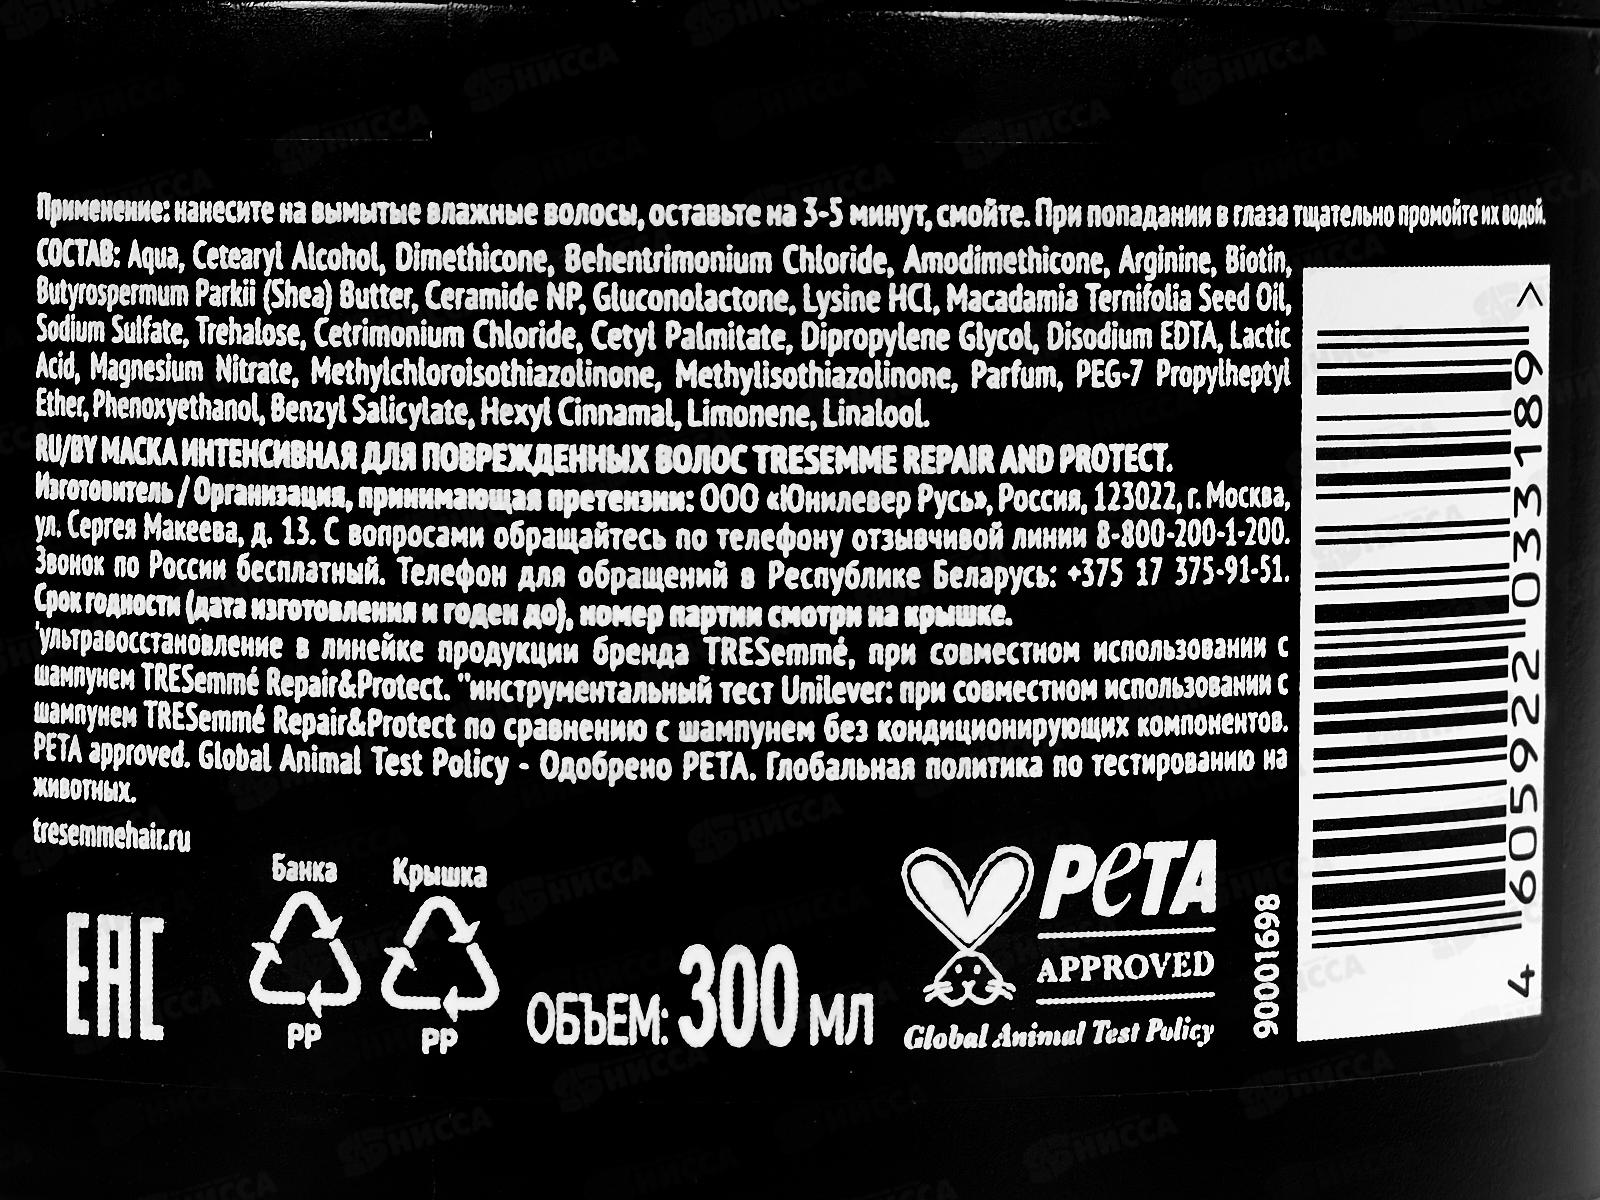 Применение: нанесите на вымытые влажные волосы, оставьте на 3-5 минут, смойте. При попадании в глаза тщательно промойте их водой.
СОСТАВ: Aqua, Cetearyl Alcohol, Dimethicone, Behentrimonium Chloride, Amodimethicone, Arginine, Biotin,
Butyrospermum Parkii (Shea) Butter, Ceramide NP, Gluconolactone, Lysine HCl, Macadamia Ternifolia Seed Oil,
Sodium Sulfate, Trehalose, Cetrimonium Chloride, Cetyl Palmitate, Dipropylene Glycol, Disodium EDTA, Lactic
Acid, Magnesium Nitrate, Methylchloroisothiazolinone, Methylisothiazolinone, Parfum, PEG-7 Propylheptyl
Ether, Phenoxyethanol, Benzyl Salicylate, Hexyl Cinnamal, Limonene, Linalool.
RU/BY МАСКА ИНТЕНСИВНАЯ ДЛЯ ПОВРЕЖДЕННЫХ ВОЛОС TRESEMME REPAIR AND PROTECT.
Изготовитель / Организация, принимающая претензии: ООО «Юнилевер Русь», Россия, 123022, г. Москва,
ул. Сергея Макеева, д. 13. С вопросами обращайтесь по телефону отзывчивой линии 8-800-200-1-200.
Звонок по России бесплатный. Телефон для обращений в Республике Беларусь: +375 17 375-91-51.
Срок годности (дата изготовления и годен до), номер партии смотри на крышке.
'ультравосстановление в линейке продукции бренда TRESemmé, при совместном использовании с
шампунем TRESemmé Repair&Protect. "инструментальный тест Unilever: при совместном использовании с
шампунем TRESemmé Repair&Protect по сравнению с шампунем без кондиционирующих компонентов.
PETA approved. Global Animal Test Policy - Одобрено PETA. Глобальная политика по тестированию на
животных.
tresemmehair.ru
Банка
Крышка
EAC
PP
PP
ОБЪЕМ: 300 МЛ
PETA
APPROVED
Global Animal Test Policy
90001698
4 605922 033189 >
НИССА